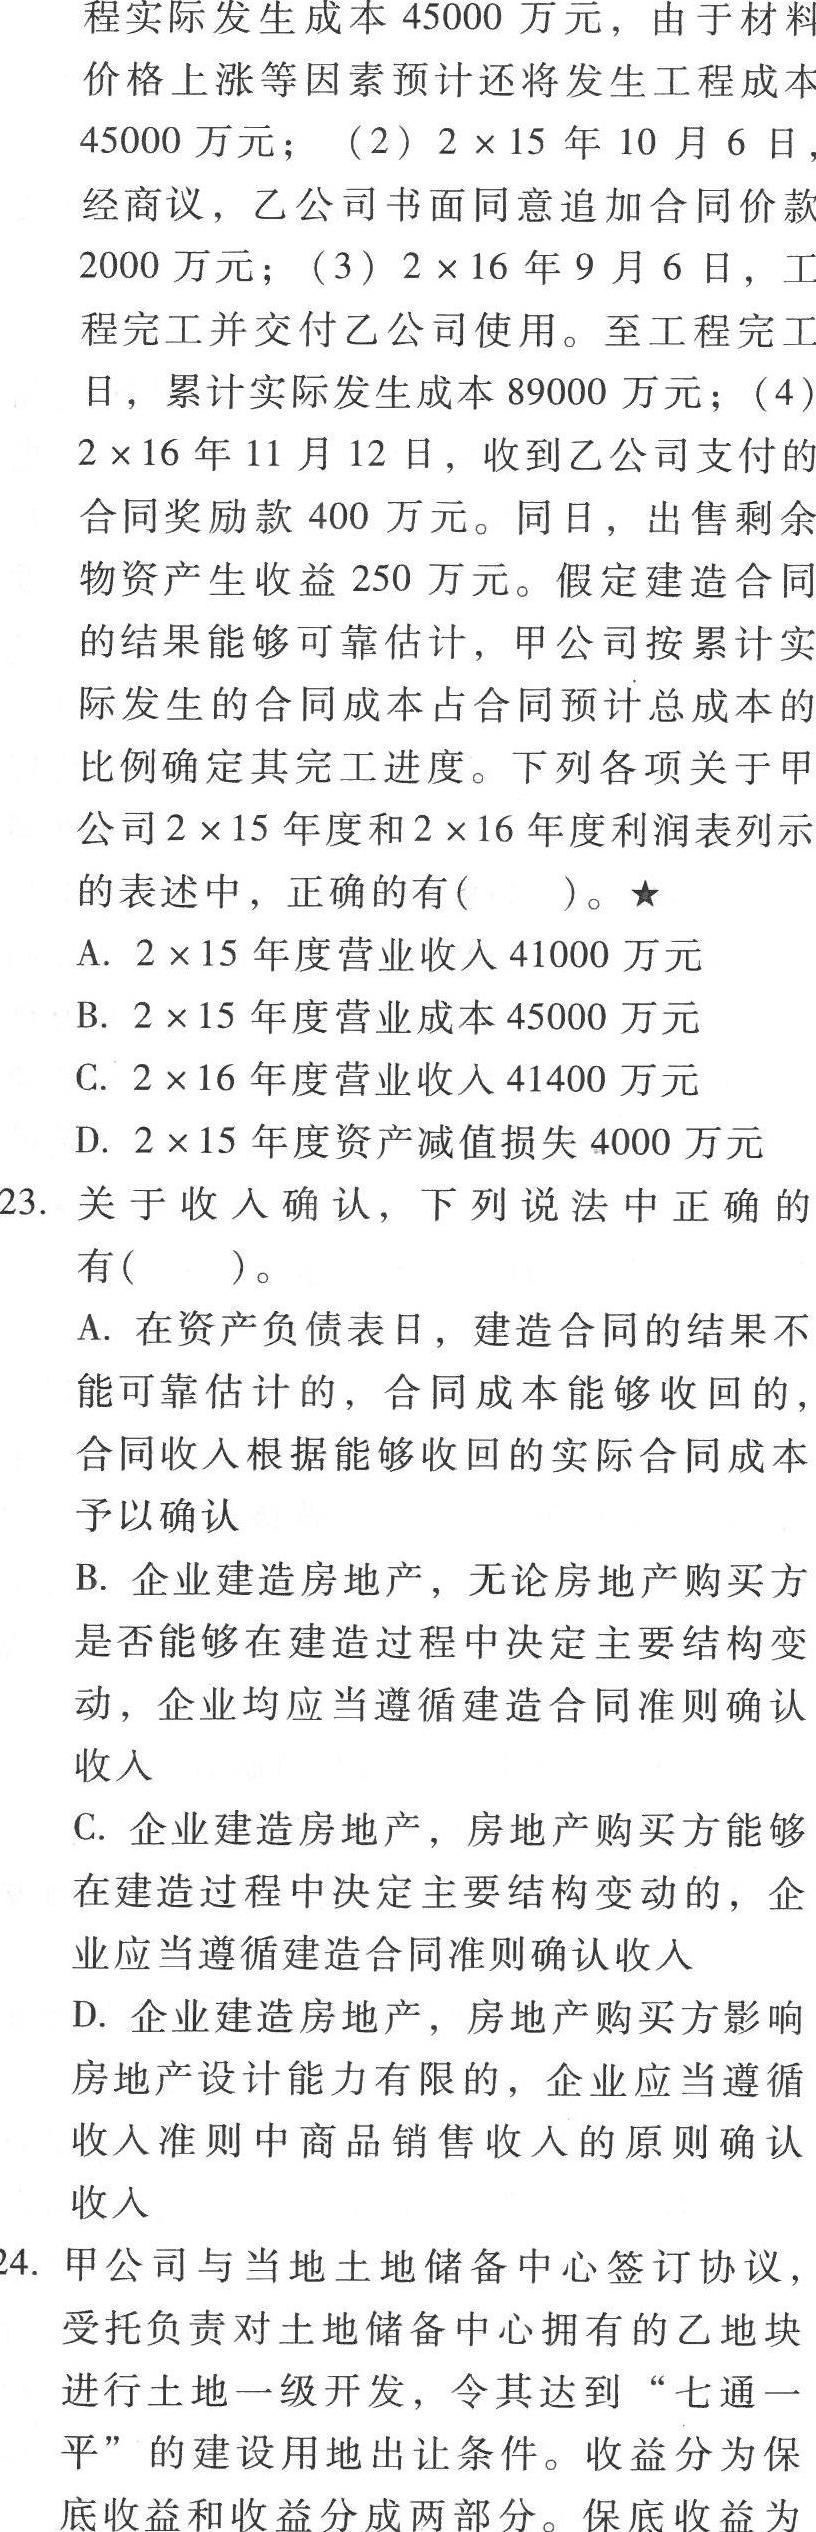 程实际发生成本 45000 万元，由于材料
价格上涨等因素预计还将发生工程成本
45000 万元；（2）2×15 年 10 月 6 日，
经商议，乙公司书面同意追加合同价款
2000 万元；（3）2×16 年 9 月 6 日，工
程完工并交付乙公司使用。至工程完工
日，累计实际发生成本 89000 万元；（4）
2×16 年 11 月 12 日，收到乙公司支付的
合同奖励款 400 万元。同日，出售剩余
物资产生收益 250 万元。假定建造合同
的结果能够可靠估计，甲公司按累计实
际发生的合同成本占合同预计总成本的
比例确定其完工进度。下列各项关于甲
公司 2×15 年度和 2×16 年度利润表列示
的表述中，正确的有（　　）。★
A. 2×15 年度营业收入 41000 万元
B. 2×15 年度营业成本 45000 万元
C. 2×16 年度营业收入 41400 万元
D. 2×15 年度资产减值损失 4000 万元
23. 关于收入确认，下列说法中正确的
有（　　）。
A. 在资产负债表日，建造合同的结果不
能可靠估计的，合同成本能够收回的，
合同收入根据能够收回的实际合同成本
予以确认
B. 企业建造房地产，无论房地产购买方
是否能够在建造过程中决定主要结构变
动，企业均应当遵循建造合同准则确认
收入
C. 企业建造房地产，房地产购买方能够
在建造过程中决定主要结构变动的，企
业应当遵循建造合同准则确认收入
D. 企业建造房地产，房地产购买方影响
房地产设计能力有限的，企业应当遵循
收入准则中商品销售收入的原则确认
收入
24. 甲公司与当地土地储备中心签订协议，
受托负责对土地储备中心拥有的乙地块
进行土地一级开发，令其达到“七通一
平”的建设用地出让条件。收益分为保
底收益和收益分成两部分。保底收益为